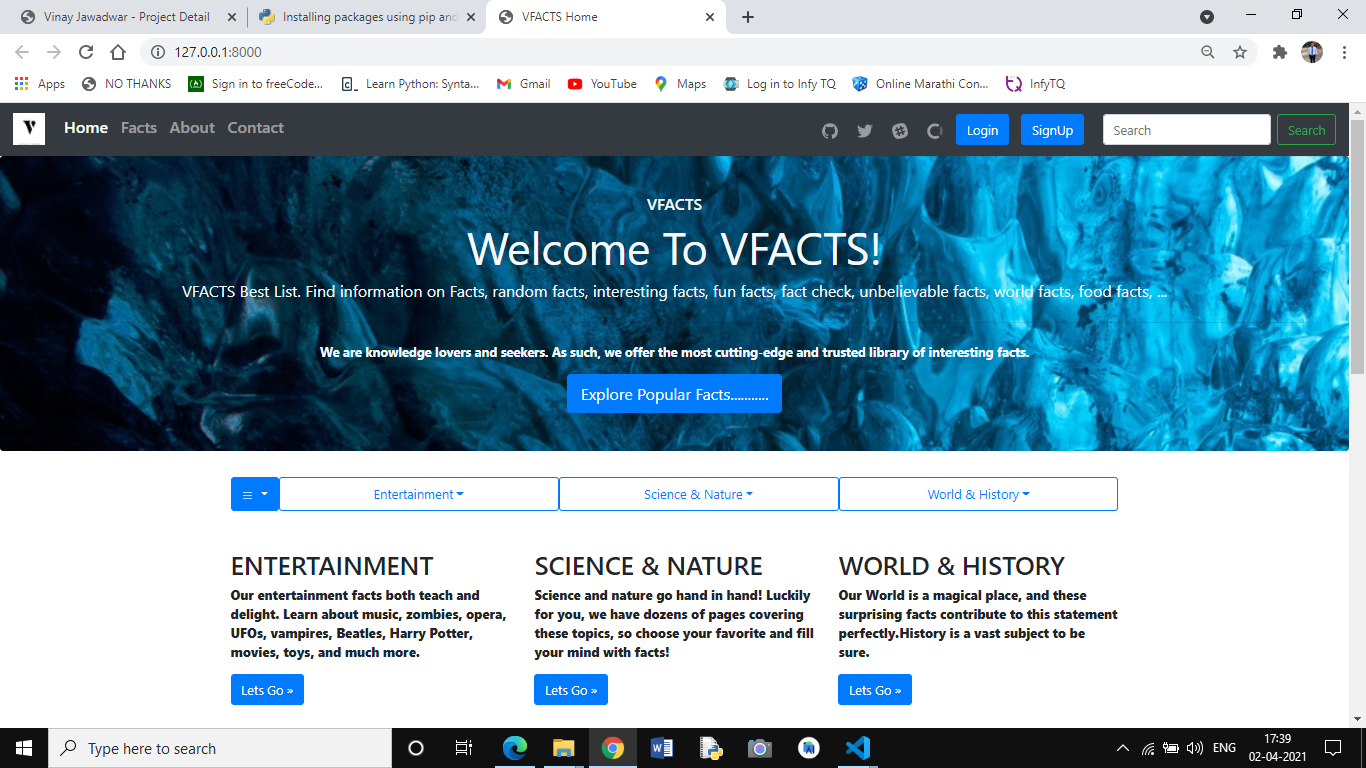 Vinay Jawadwar - Project Detail
Installing packages using pip and
VFACTS Home
127.0.0.1:8000
Apps NO THANKS Sign in to freeCode... Learn Python: Synta... Gmail YouTube Maps Log in to Infy TQ Online Marathi Con... InfyTQ
V Home Facts About Contact Login SignUp Search Search
VFACTS
Welcome To VFACTS!
VFACTS Best List. Find information on Facts, random facts, interesting facts, fun facts, fact check, unbelievable facts, world facts, food facts, ...
We are knowledge lovers and seekers. As such, we offer the most cutting-edge and trusted library of interesting facts.
Explore Popular Facts...........
Entertainment Science & Nature World & History
ENTERTAINMENT
Our entertainment facts both teach and
delight. Learn about music, zombies, opera,
UFOs, vampires, Beatles, Harry Potter,
movies, toys, and much more.
Lets Go »
SCIENCE & NATURE
Science and nature go hand in hand! Luckily
for you, we have dozens of pages covering
these topics, so choose your favorite and fill
your mind with facts!
Lets Go »
WORLD & HISTORY
Our World is a magical place, and these
surprising facts contribute to this statement
perfectly.History is a vast subject to be
sure.
Lets Go »
Type here to search
ENG
17:39
02-04-2021